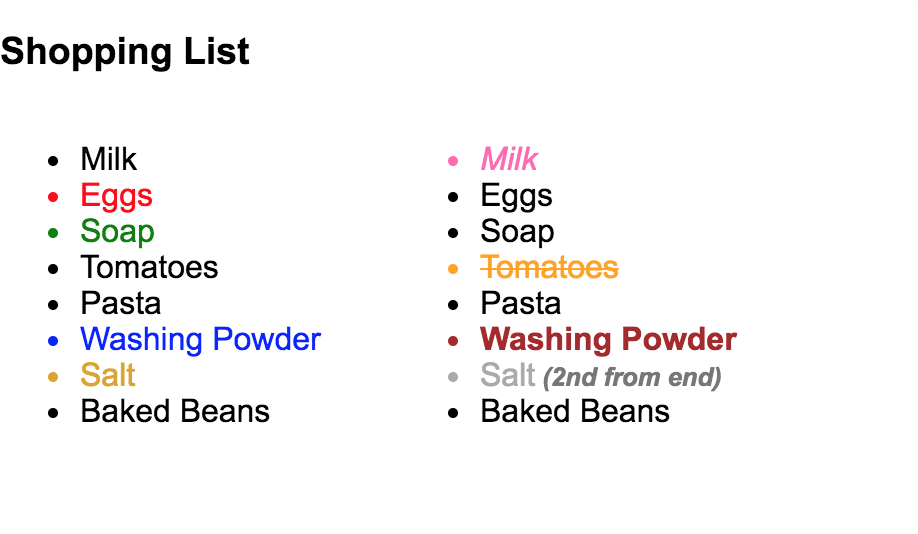 Shopping List
Milk
Eggs
Soap
Tomatoes
Pasta
Washing Powder
Salt
Baked Beans
Milk
Eggs
Soap
Tomatoes
Pasta
Washing Powder
Salt (2nd from end)
Baked Beans